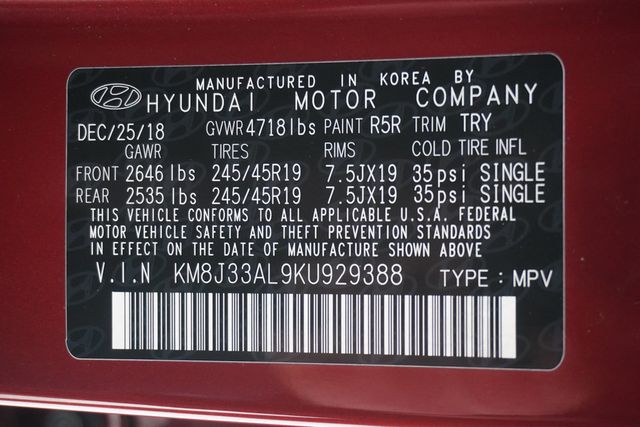 MANUFACTURED IN KOREA BY
HYUNDAI MOTOR COMPANY
DEC/25/18 GVWR 4718lbs PAINT R5R TRIM TRY
GAWR TIRES RIMS COLD TIRE INFL
FRONT 2646 lbs 245/45R19 7.5JX19 35psi SINGLE
REAR 2535 lbs 245/45R19 7.5JX19 35psi SINGLE
THIS VEHICLE CONFORMS TO ALL APPLICABLE U.S.A. FEDERAL
MOTOR VEHICLE SAFETY AND THEFT PREVENTION STANDARDS
IN EFFECT ON THE DATE OF MANUFACTURE SHOWN ABOVE
V.I.N KM8J33AL9KU929388 TYPE : MPV